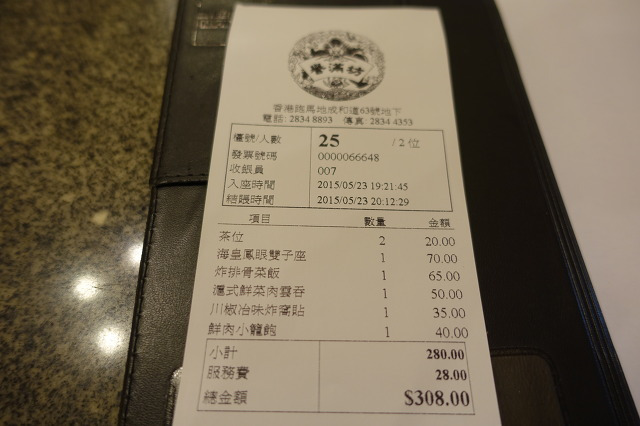 譽滿坊
香港跑馬地成和道63號地下
電話: 2834 8893 傳真: 2834 4353
檯號/人數 25 / 2 位
發票號碼 0000066648
收銀員 007
入座時間 2015/05/23 19:21:45
結賬時間 2015/05/23 20:12:29
項目 數量 金額
茶位 2 20.00
海皇鳳眼雙子座 1 70.00
炸排骨菜飯 1 65.00
滬式鮮菜肉雲吞 1 50.00
川椒冶味炸窩貼 1 35.00
鮮肉小籠飽 1 40.00
小計 280.00
服務費 28.00
總金額 $308.00